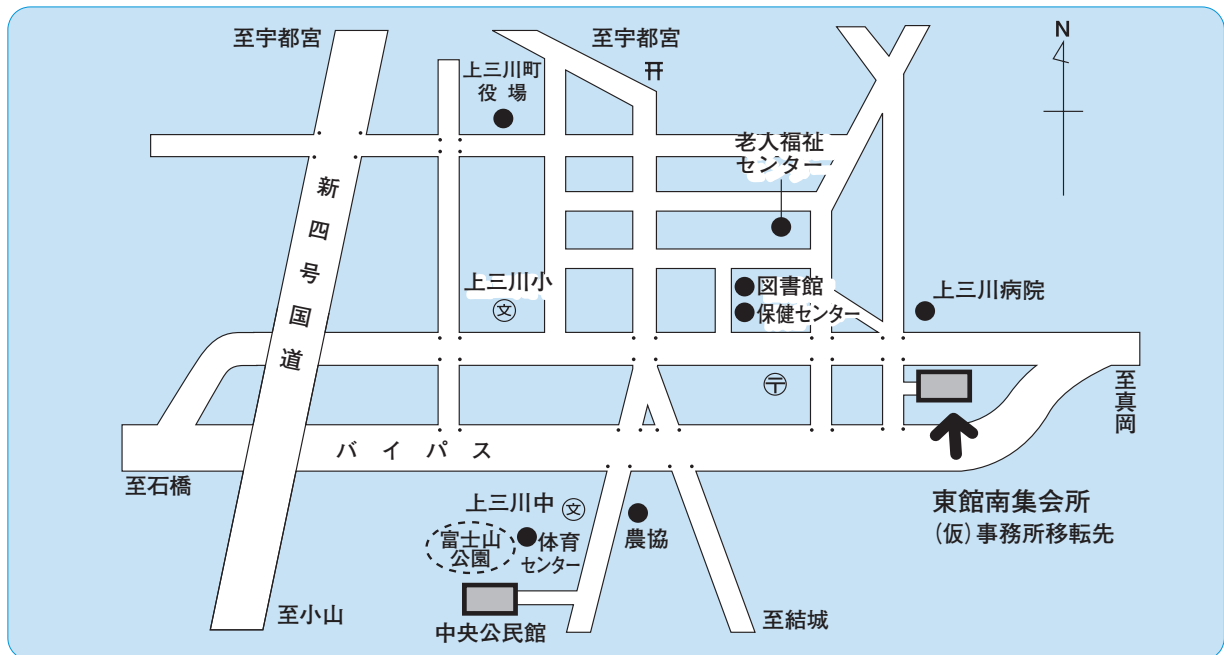 至宇都宮
至宇都宮
N
上三川町
役場
老人福祉
センター
新四号国道
上三川小
文
図書館
保健センター
上三川病院
〒
至真岡
バイパス
至石橋
上三川中
文
富士山
公園
体育
センター
農協
東館南集会所
(仮)事務所移転先
至小山
中央公民館
至結城